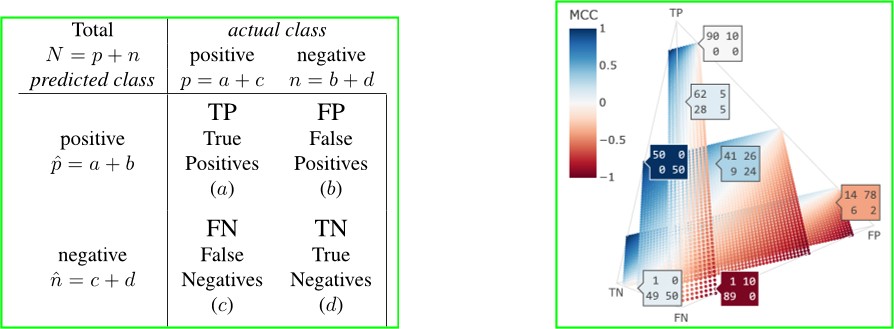 Total actual class
N = p + n positive negative
predicted class p = a + c n = b + d
TP FP
positive True False
p̂ = a + b Positives Positives
(a) (b)
FN TN
negative False True
n̂ = c + d Negatives Negatives
(c) (d)
MCC
1
0.5
0
−0.5
−1
TP
90 10
0 0
62 5
28 5
50 0
0 50
41 26
9 24
14 78
6 2
FP
TN
1 0
49 50
1 10
89 0
FN